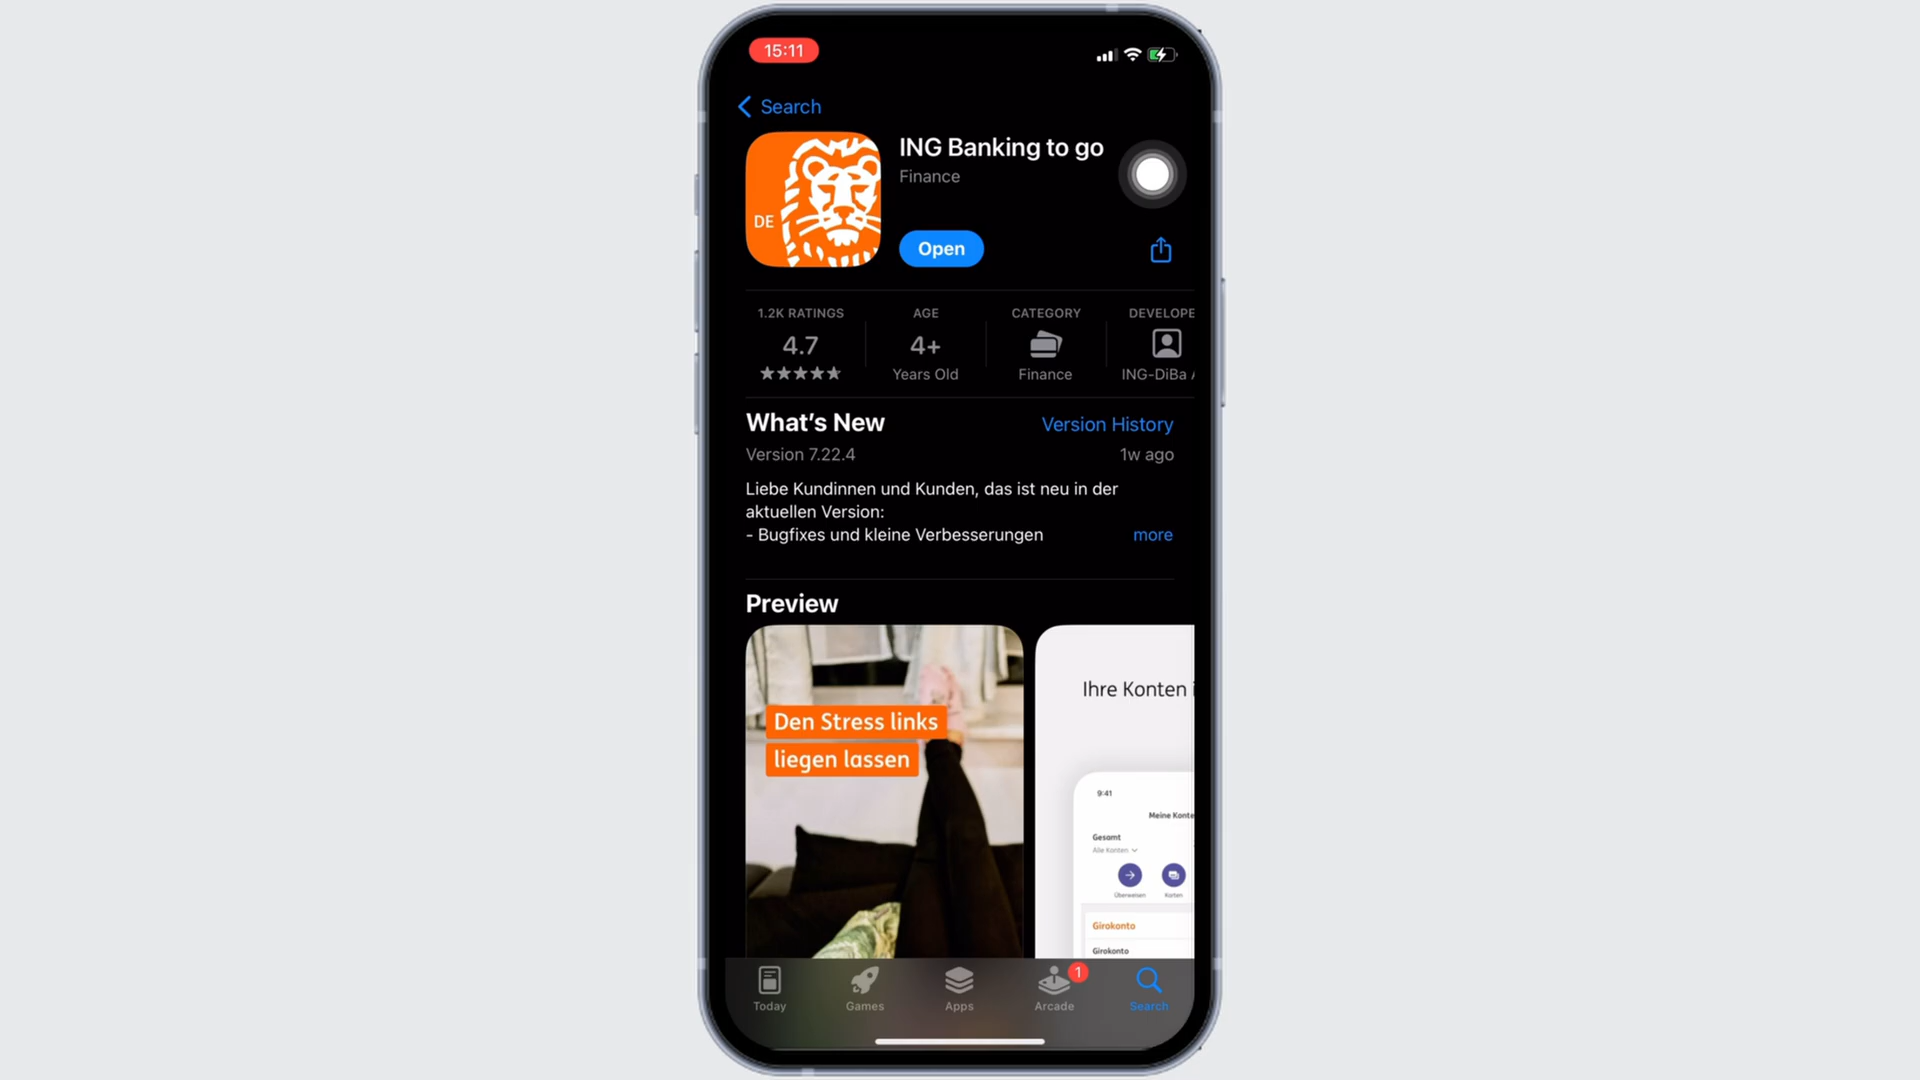 15:11
Search
DE
ING Banking to go
Finance
Open
1.2K RATINGS
4.7
AGE
4+
Years Old
CATEGORY
Finance
DEVELOPE
ING-DiBa A
What's New
Version History
Version 7.22.4
1w ago
Liebe Kundinnen und Kunden, das ist neu in der
aktuellen Version:
- Bugfixes und kleine Verbesserungen
more
Preview
Den Stress links
liegen lassen
Ihre Konten i
9:41
Meine Konte
Gesamt
Alle Konten
Überweisen
Karten
Girokonto
Girokonto
Today
Games
Apps
1
Arcade
Search